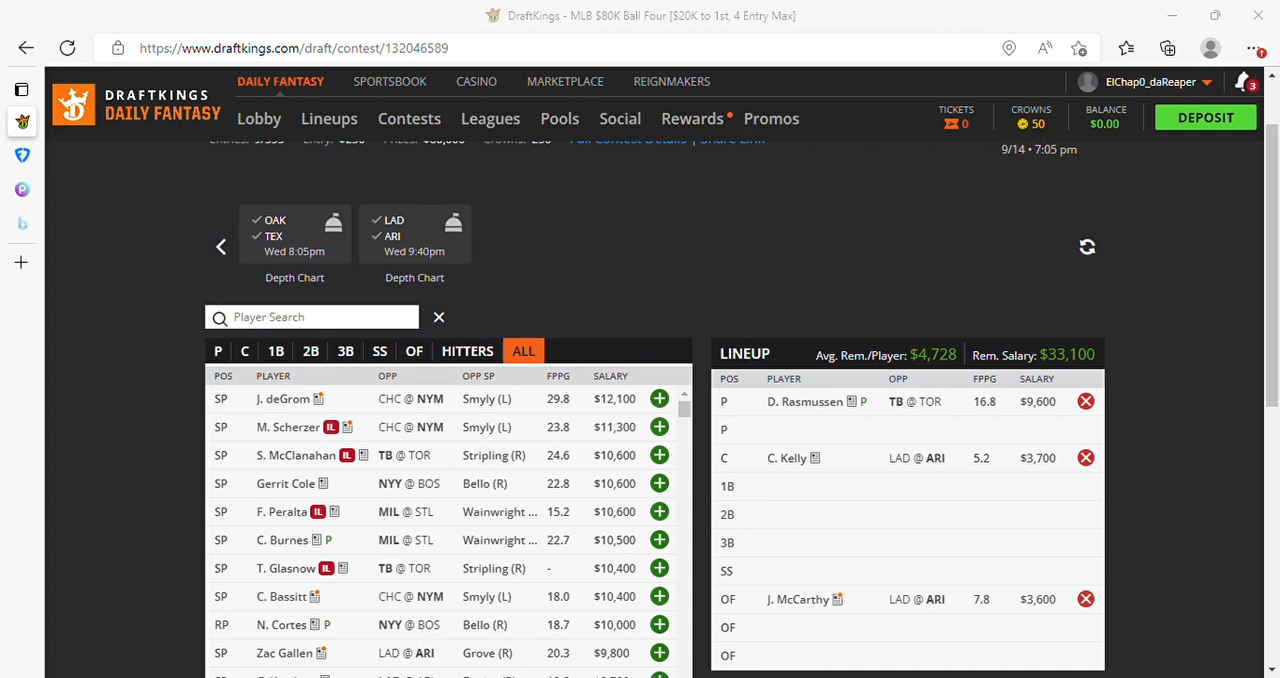 DraftKings - MLB $80K Ball Four [$20K to 1st, 4 Entry Max]
https://www.draftkings.com/draft/contest/132046589
DRAFTKINGS
DAILY FANTASY
DAILY FANTASY SPORTSBOOK CASINO MARKETPLACE REIGNMAKERS
ElChap0_daReaper
3
Lobby Lineups Contests Leagues Pools Social Rewards Promos
TICKETS 0
CROWNS 50
BALANCE $0.00
DEPOSIT
9/14 • 7:05 pm
OAK
TEX
Wed 8:05pm
Depth Chart
LAD
ARI
Wed 9:40pm
Depth Chart
Player Search
P C 1B 2B 3B SS OF HITTERS ALL
POS PLAYER OPP OPP SP FPPG SALARY
SP J. deGrom CHC @ NYM Smyly (L) 29.8 $12,100
SP M. Scherzer IL CHC @ NYM Smyly (L) 23.8 $11,300
SP S. McClanahan IL TB @ TOR Stripling (R) 24.6 $10,600
SP Gerrit Cole NYY @ BOS Bello (R) 22.8 $10,600
SP F. Peralta IL MIL @ STL Wainwright ... 15.2 $10,600
SP C. Burnes P MIL @ STL Wainwright ... 22.7 $10,500
SP T. Glasnow IL TB @ TOR Stripling (R) - $10,400
SP C. Bassitt CHC @ NYM Smyly (L) 18.0 $10,400
RP N. Cortes P NYY @ BOS Bello (R) 18.7 $10,000
SP Zac Gallen LAD @ ARI Grove (R) 20.3 $9,800
LINEUP Avg. Rem./Player: $4,728 Rem. Salary: $33,100
POS PLAYER OPP FPPG SALARY
P D. Rasmussen P TB @ TOR 16.8 $9,600
P
C C. Kelly LAD @ ARI 5.2 $3,700
1B
2B
3B
SS
OF J. McCarthy LAD @ ARI 7.8 $3,600
OF
OF